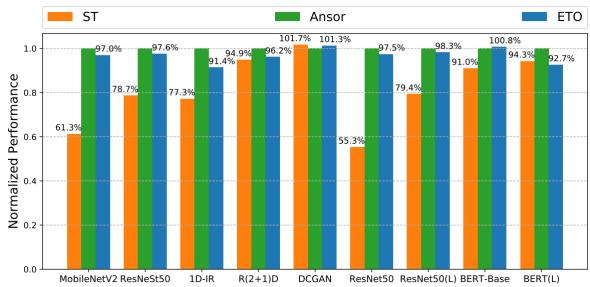 ST Ansor ETO
Normalized Performance
1.0
0.8
0.6
0.4
0.2
0.0
61.3% 97.0% 78.7% 97.6% 77.3% 91.4% 94.9% 96.2% 101.7% 101.3% 55.3% 97.5% 79.4% 98.3% 91.0% 100.8% 94.3% 92.7%
MobileNetV2 ResNeSt50 1D-IR R(2+1)D DCGAN ResNet50 ResNet50(L) BERT-Base BERT(L)